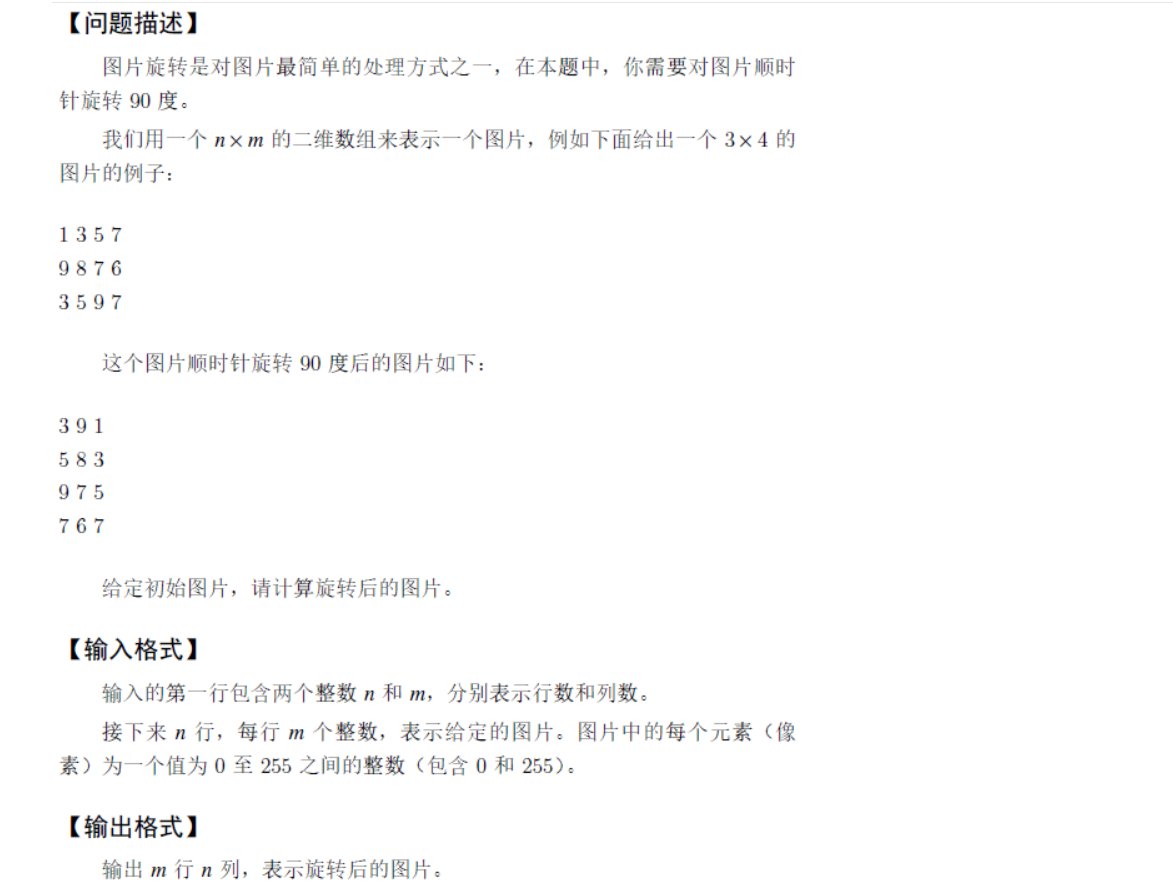 【问题描述】
图片旋转是对图片最简单的处理方式之一，在本题中，你需要对图片顺时
针旋转 90 度。
我们用一个 n×m 的二维数组来表示一个图片，例如下面给出一个 3×4 的
图片的例子：
1 3 5 7
9 8 7 6
3 5 9 7
这个图片顺时针旋转 90 度后的图片如下：
3 9 1
5 8 3
9 7 5
7 6 7
给定初始图片，请计算旋转后的图片。
【输入格式】
输入的第一行包含两个整数 n 和 m，分别表示行数和列数。
接下来 n 行，每行 m 个整数，表示给定的图片。图片中的每个元素（像
素）为一个值为 0 至 255 之间的整数（包含 0 和 255）。
【输出格式】
输出 m 行 n 列，表示旋转后的图片。